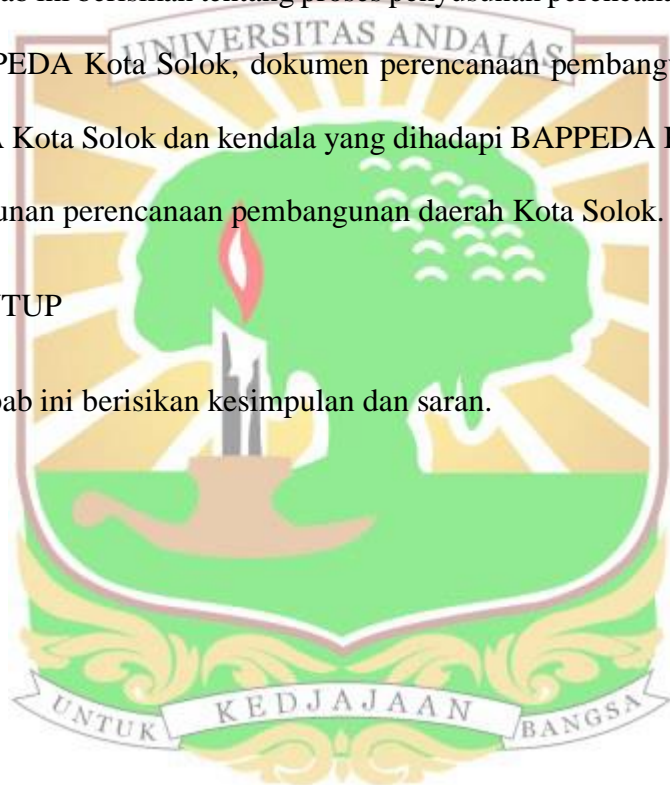 ab ini berisikan tentang proses penyusunan perencana
UNIVERSITAS ANDALAS
PEDA Kota Solok, dokumen perencanaan pembang
Kota Solok dan kendala yang dihadapi BAPPEDA
unan perencanaan pembangunan daerah Kota Solok.
TUP
ab ini berisikan kesimpulan dan saran.
UNTUK KEDJAJAAN BANGSA